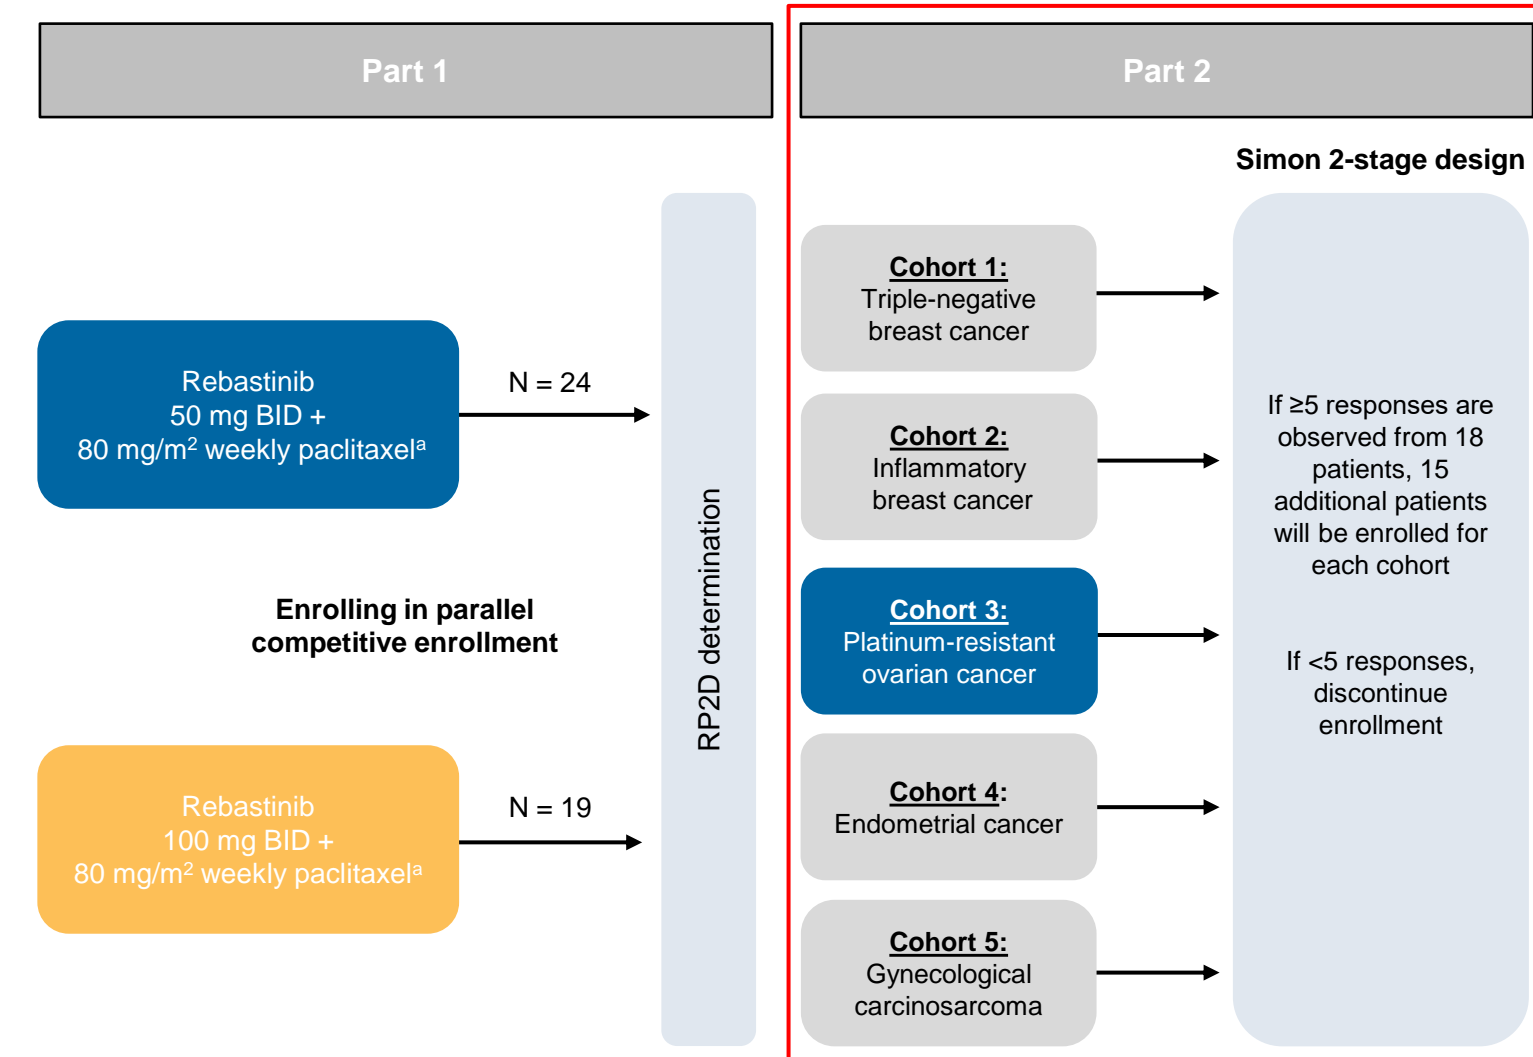 Part 1
Rebastinib
50 mg BID +
80 mg/m² weekly paclitaxelᵃ
N = 24
Enrolling in parallel
competitive enrollment
Rebastinib
100 mg BID +
80 mg/m² weekly paclitaxelᵃ
N = 19
RP2D determination
Part 2
Simon 2-stage design
Cohort 1:
Triple-negative
breast cancer
Cohort 2:
Inflammatory
breast cancer
Cohort 3:
Platinum-resistant
ovarian cancer
Cohort 4:
Endometrial cancer
Cohort 5:
Gynecological
carcinosarcoma
If ≥5 responses are
observed from 18
patients, 15
additional patients
will be enrolled for
each cohort
If <5 responses,
discontinue
enrollment